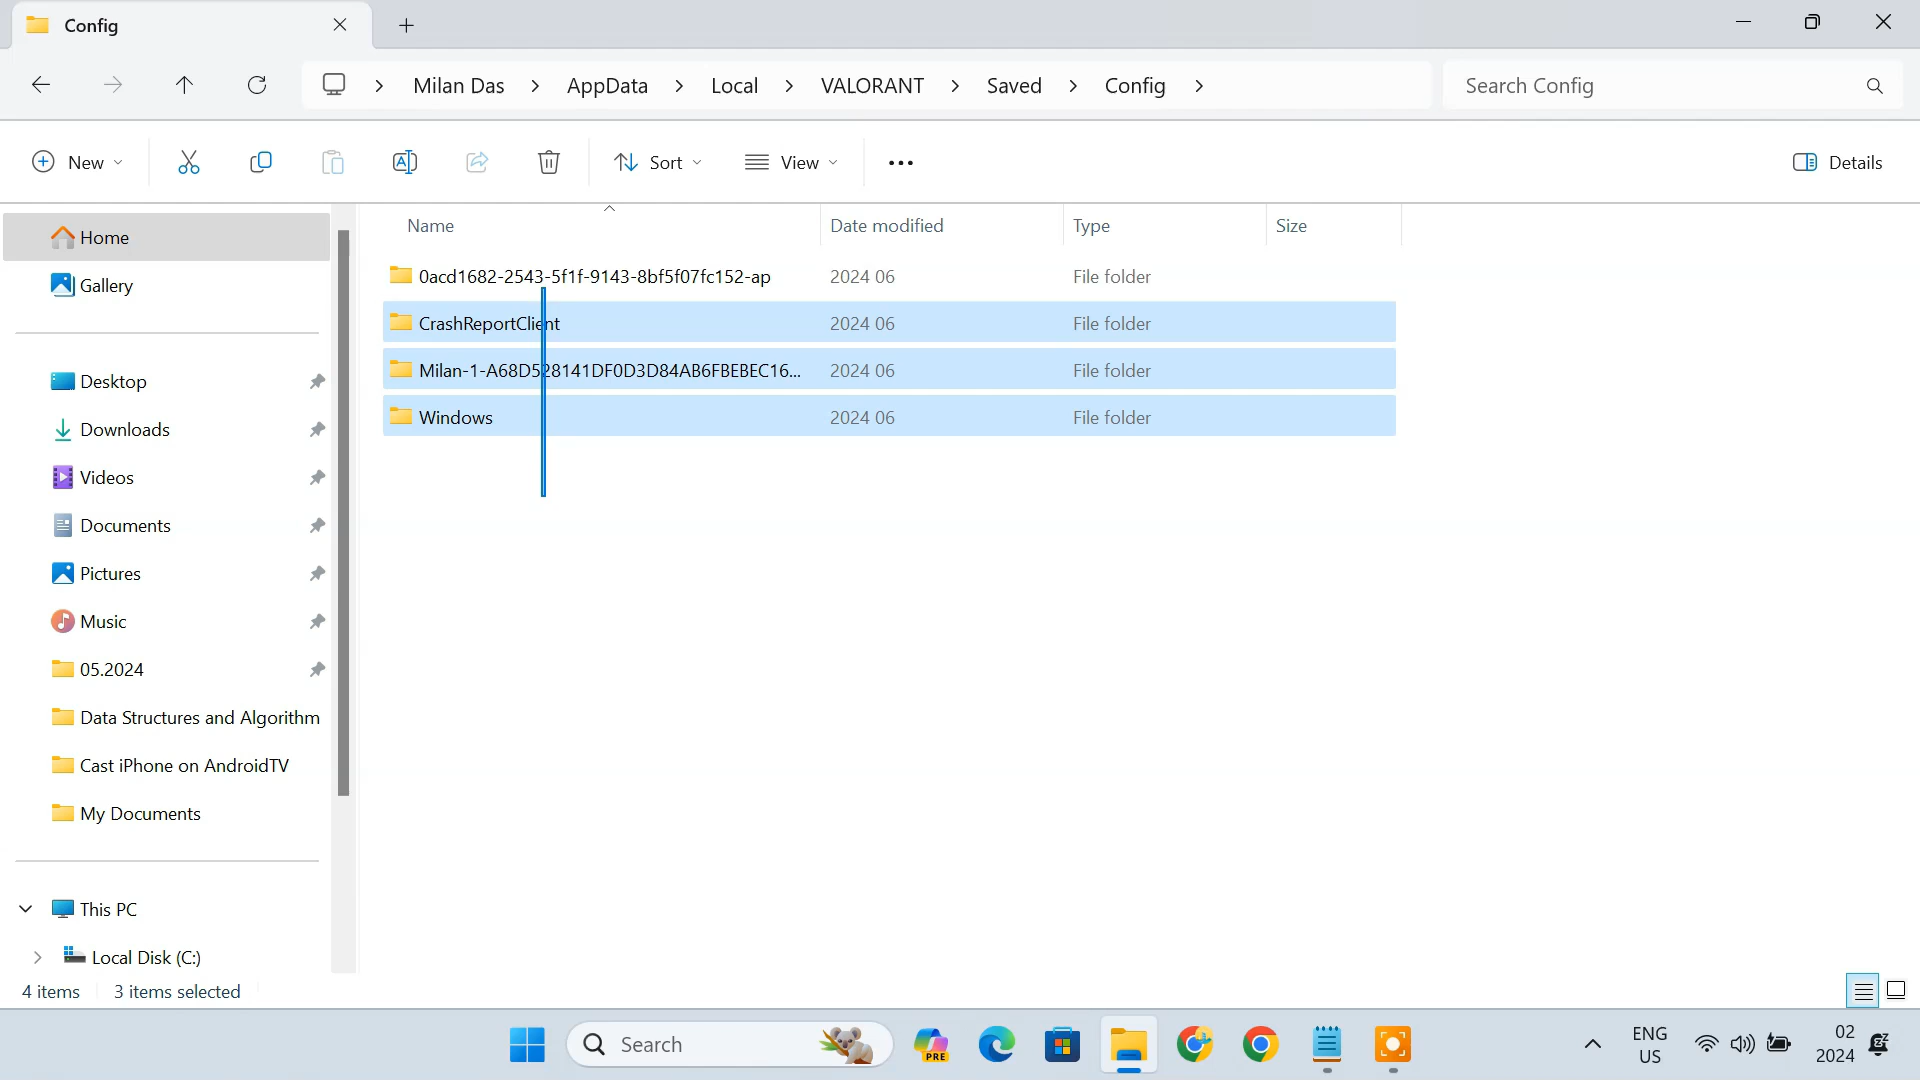 Config
Milan Das > AppData > Local > VALORANT > Saved > Config >
Search Config
New
Sort
View
Details
Name Date modified Type Size
0acd1682-2543-5f1f-9143-8bf5f07fc152-ap 2024 06 File folder
CrashReportClient 2024 06 File folder
Milan-1-A68D528141DF0D3D84AB6FBEBEC16... 2024 06 File folder
Windows 2024 06 File folder
Home
Gallery
Desktop
Downloads
Videos
Documents
Pictures
Music
05.2024
Data Structures and Algorithm
Cast iPhone on AndroidTV
My Documents
This PC
Local Disk (C:)
4 items 3 items selected
Search
PRE
ENG
US
02
2024